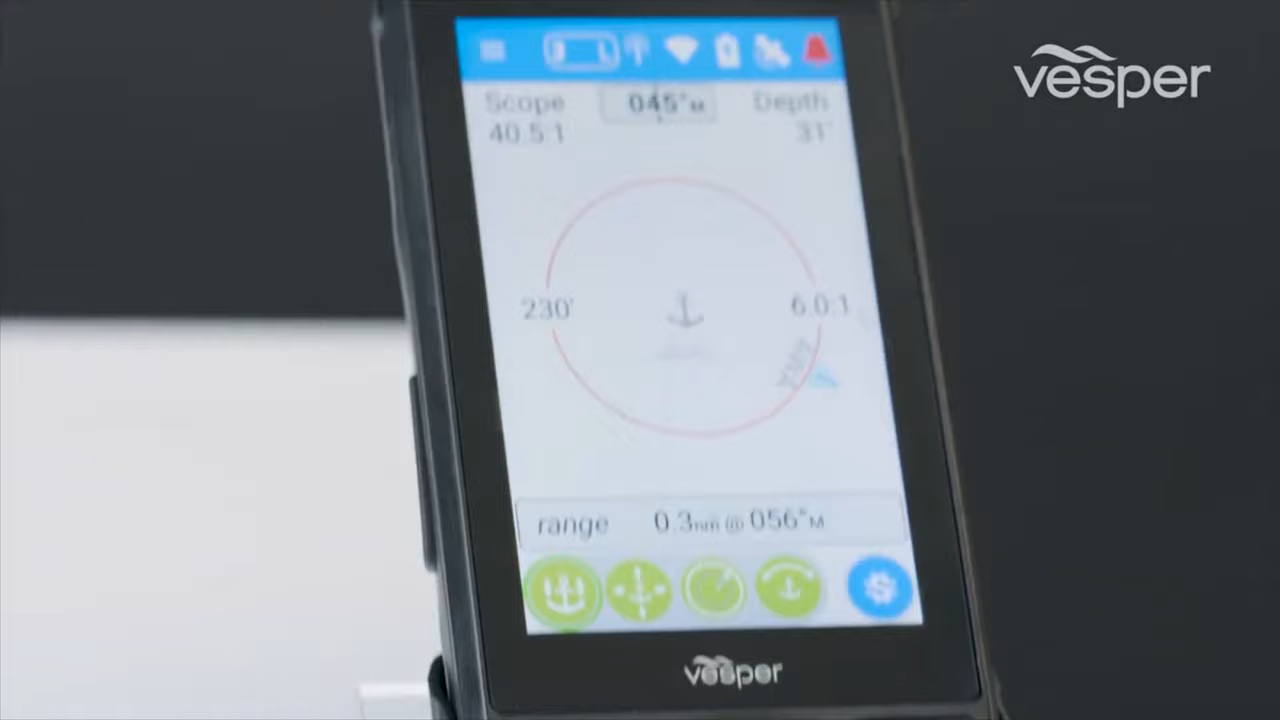 vesper
Scope 045°M Depth
40.5:1 31'
230' 6.0:1
range 0.3nm @ 056°M
vesper